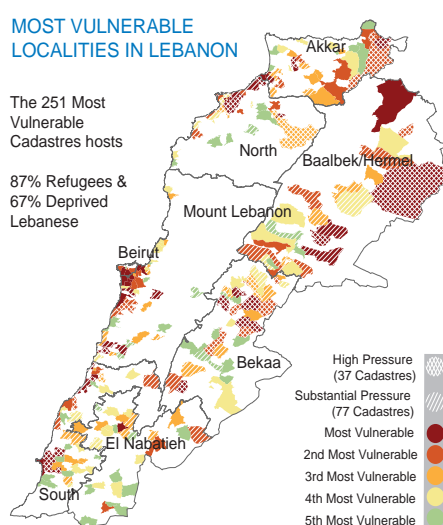 MOST VULNERABLE
LOCALITIES IN LEBANON
The 251 Most
Vulnerable
Cadastres hosts
87% Refugees &
67% Deprived
Lebanese
Akkar
North
Baalbek/Hermel
Mount Lebanon
Beirut
Bekaa
El Nabatieh
South
High Pressure
(37 Cadastres)
Substantial Pressure
(77 Cadastres)
Most Vulnerable
2nd Most Vulnerable
3rd Most Vulnerable
4th Most Vulnerable
5th Most Vulnerable